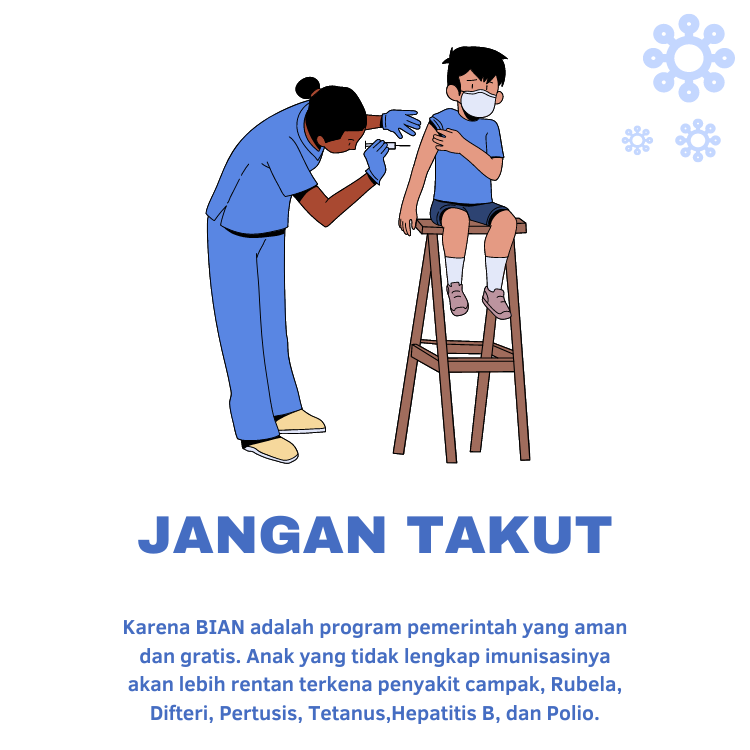 JANGAN TAKUT
Karena BIAN adalah program pemerintah yang aman
dan gratis. Anak yang tidak lengkap imunisasinya
akan lebih rentan terkena penyakit campak, Rubela,
Difteri, Pertusis, Tetanus,Hepatitis B, dan Polio.